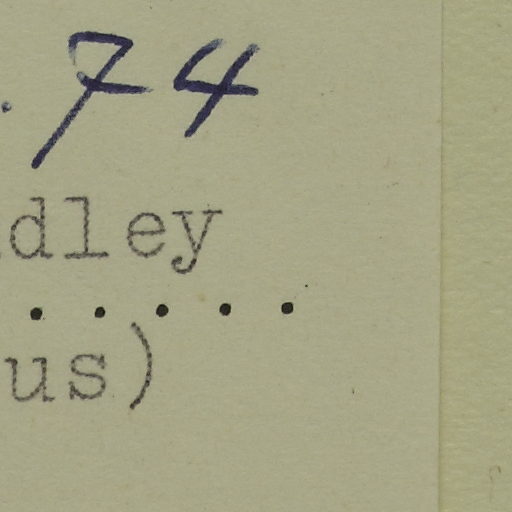 .74
dley
.....
us)